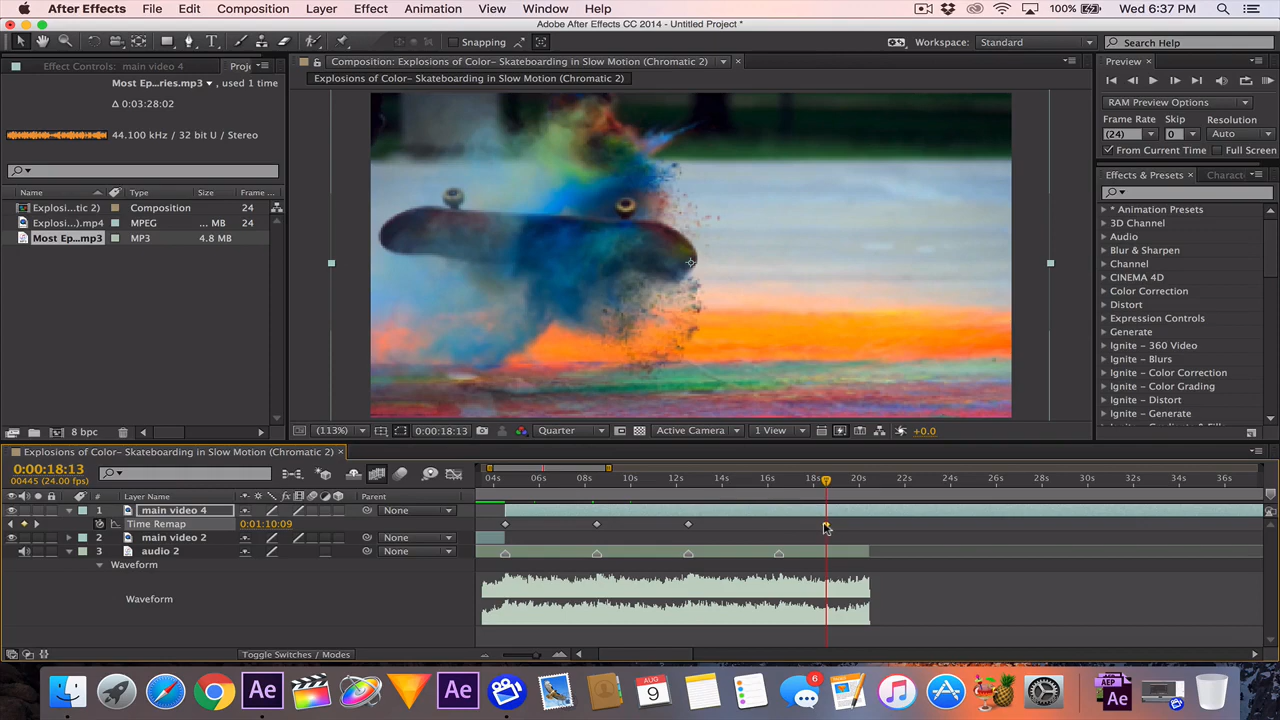 After Effects File Edit Composition Layer Effect Animation View Window Help 100% Wed 6:37 PM
Adobe After Effects CC 2014 - Untitled Project *
Snapping Workspace: Standard Search Help
Effect Controls: main video 4 Proj
Composition: Explosions of Color- Skateboarding in Slow Motion (Chromatic 2)
Preview
Most Ep...ries.mp3 , used 1 time
Explosions of Color- Skateboarding in Slow Motion (Chromatic 2)
Δ 0:03:28:02
RAM Preview Options
Frame Rate Skip Resolution
44.100 kHz / 32 bit U / Stereo
(24) 0 Auto
From Current Time Full Screen
Effects & Presets Charact
Name Type Size Frame ...
Explosi...tic 2) Composition 24
Explosi...).mp4 MPEG ... MB 24
Most Ep...mp3 MP3 4.8 MB
* Animation Presets
3D Channel
Audio
Blur & Sharpen
Channel
CINEMA 4D
Color Correction
Distort
Expression Controls
Generate
Ignite - 360 Video
Ignite - Blurs
Ignite - Color Correction
Ignite - Color Grading
Ignite - Distort
Ignite - Generate
8 bpc
(113%) 0:00:18:13 Quarter Active Camera 1 View +0.0
Explosions of Color- Skateboarding in Slow Motion (Chromatic 2)
0:00:18:13
00445 (24.00 fps)
04s 06s 08s 10s 12s 14s 16s 18s 20s 22s 24s 26s 28s 30s 32s 34s 36s
# Layer Name Parent
1 main video 4 None
Time Remap 0:01:10:09
2 main video 2 None
3 audio 2 None
Waveform
Waveform
Toggle Switches / Modes
Ae Ae AUG 9 6 AEP Ae